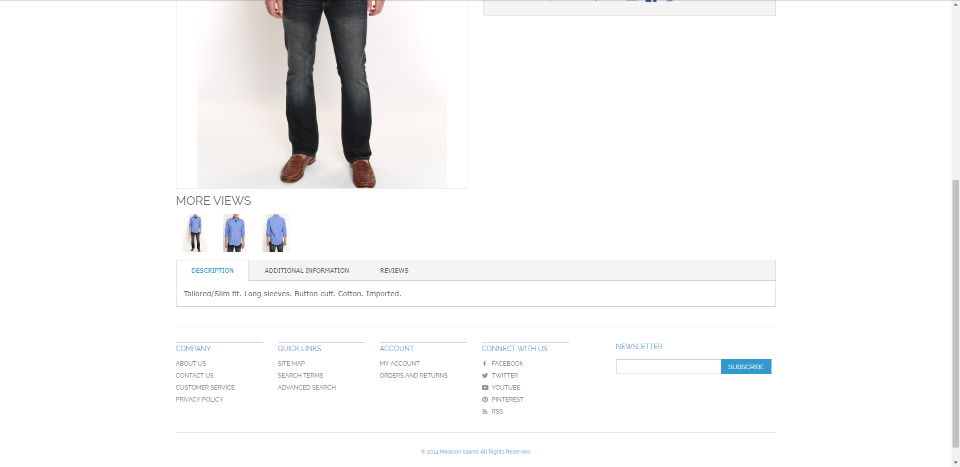 MORE VIEWS
DESCRIPTION
ADDITIONAL INFORMATION
REVIEWS
Tailored/Slim fit. Long sleeves. Button cuff. Cotton. Imported.
COMPANY
ABOUT US
CONTACT US
CUSTOMER SERVICE
PRIVACY POLICY
QUICK LINKS
SITE MAP
SEARCH TERMS
ADVANCED SEARCH
ACCOUNT
MY ACCOUNT
ORDERS AND RETURNS
CONNECT WITH US
FACEBOOK
TWITTER
YOUTUBE
PINTEREST
RSS
NEWSLETTER
SUBSCRIBE
© 2014 Madison Island. All Rights Reserved.